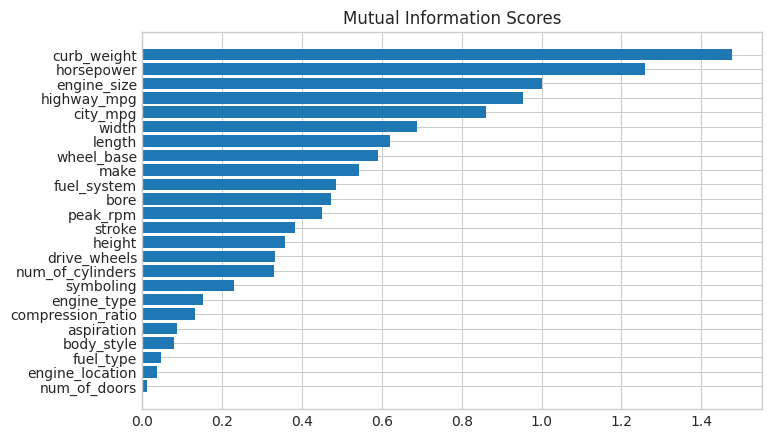 Mutual Information Scores
curb_weight
horsepower
engine_size
highway_mpg
city_mpg
width
length
wheel_base
make
fuel_system
bore
peak_rpm
stroke
height
drive_wheels
num_of_cylinders
symboling
engine_type
compression_ratio
aspiration
body_style
fuel_type
engine_location
num_of_doors
0.0 0.2 0.4 0.6 0.8 1.0 1.2 1.4